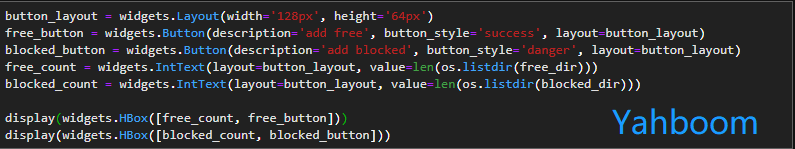 button_layout = widgets.Layout(width='128px', height='64px')
free_button = widgets.Button(description='add free', button_style='success', layout=button_layout)
blocked_button = widgets.Button(description='add blocked', button_style='danger', layout=button_layout)
free_count = widgets.IntText(layout=button_layout, value=len(os.listdir(free_dir)))
blocked_count = widgets.IntText(layout=button_layout, value=len(os.listdir(blocked_dir)))
display(widgets.HBox([free_count, free_button]))
display(widgets.HBox([blocked_count, blocked_button]))
Yahboom